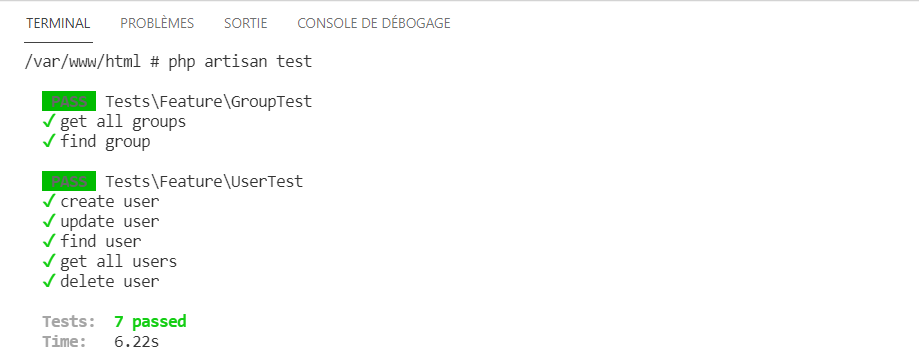 TERMINAL PROBLÈMES SORTIE CONSOLE DE DÉBOGAGE
/var/www/html # php artisan test
PASS Tests\Feature\GroupTest
✓ get all groups
✓ find group
PASS Tests\Feature\UserTest
✓ create user
✓ update user
✓ find user
✓ get all users
✓ delete user
Tests: 7 passed
Time: 6.22s